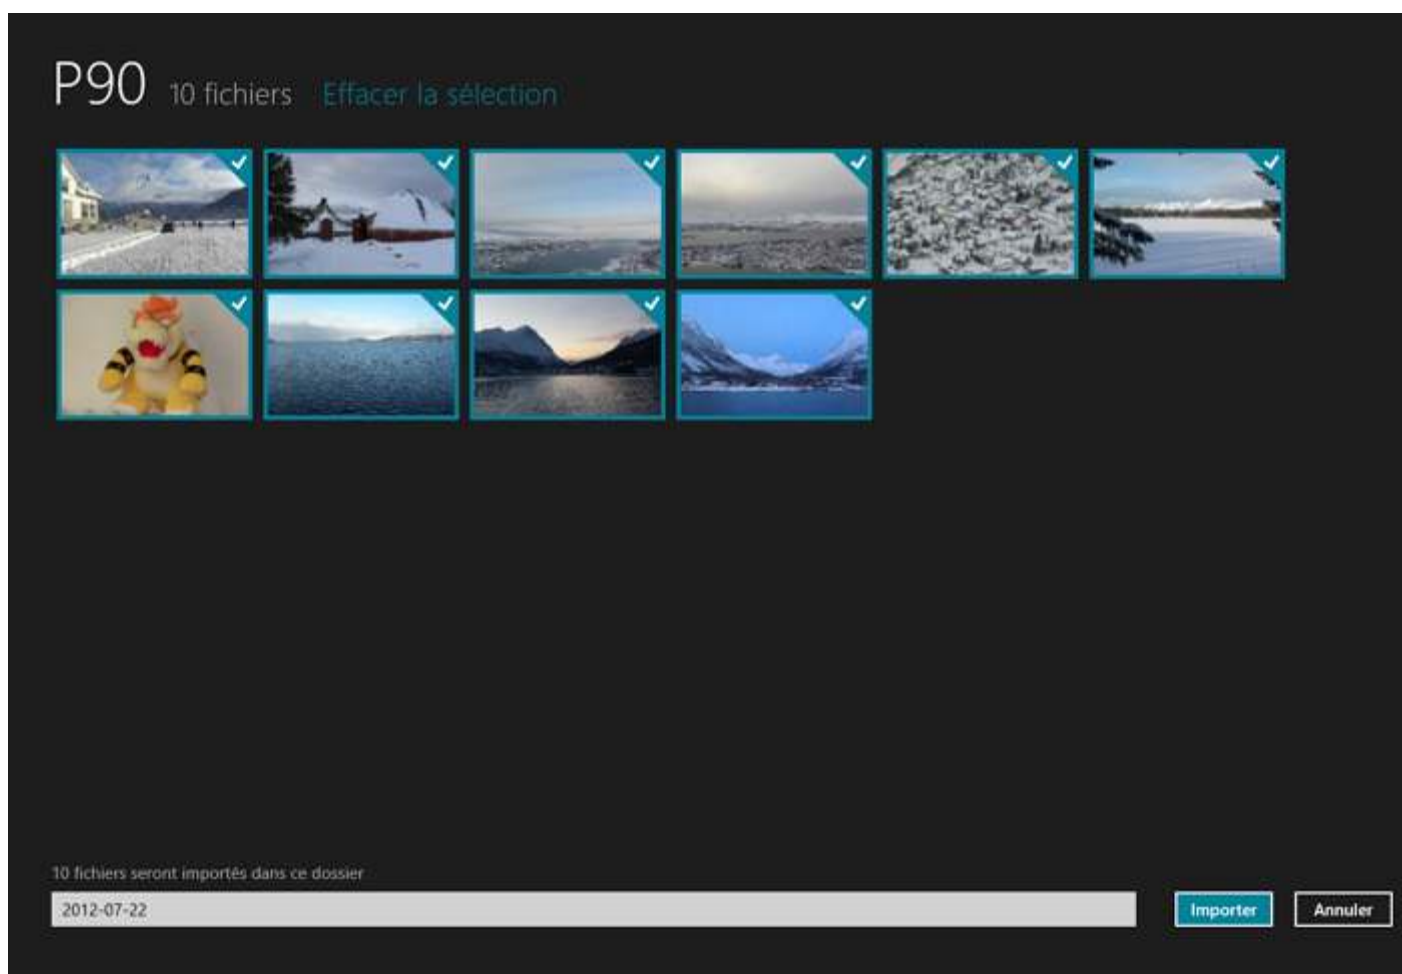 P90 10 fichiers Effacer la sélection
10 fichiers seront importés dans ce dossier
2012-07-22
Importer Annuler